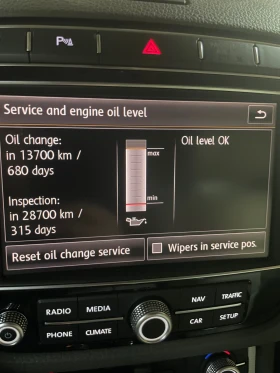 P
Service and engine oil level
Oil change:
in 13700 km /
680 days
Inspection:
in 28700 km /
315 days
max
min
Oil level OK
Reset oil change service
Wipers in service pos.
RADIO MEDIA
PHONE CLIMATE
NAV TRAFFIC
CAR SETUP